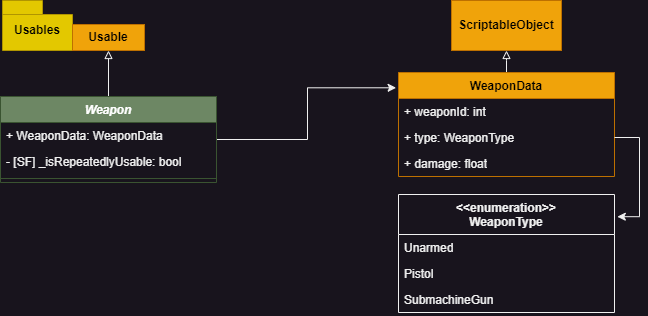 Usables
Usable
ScriptableObject
Weapon
+ WeaponData: WeaponData
- [SF] _isRepeatedlyUsable: bool
WeaponData
+ weaponId: int
+ type: WeaponType
+ damage: float
<<enumeration>>
WeaponType
Unarmed
Pistol
SubmachineGun